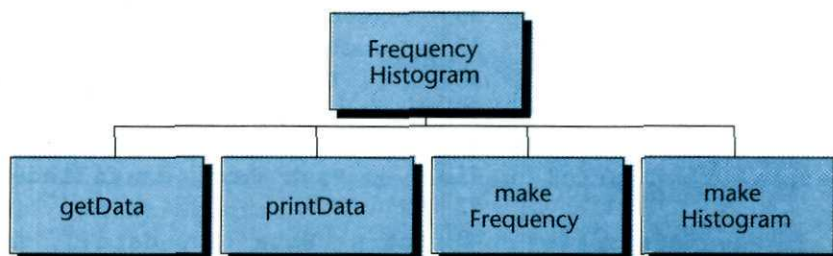 Frequency
Histogram
getData
printData
make
Frequency
make
Histogram